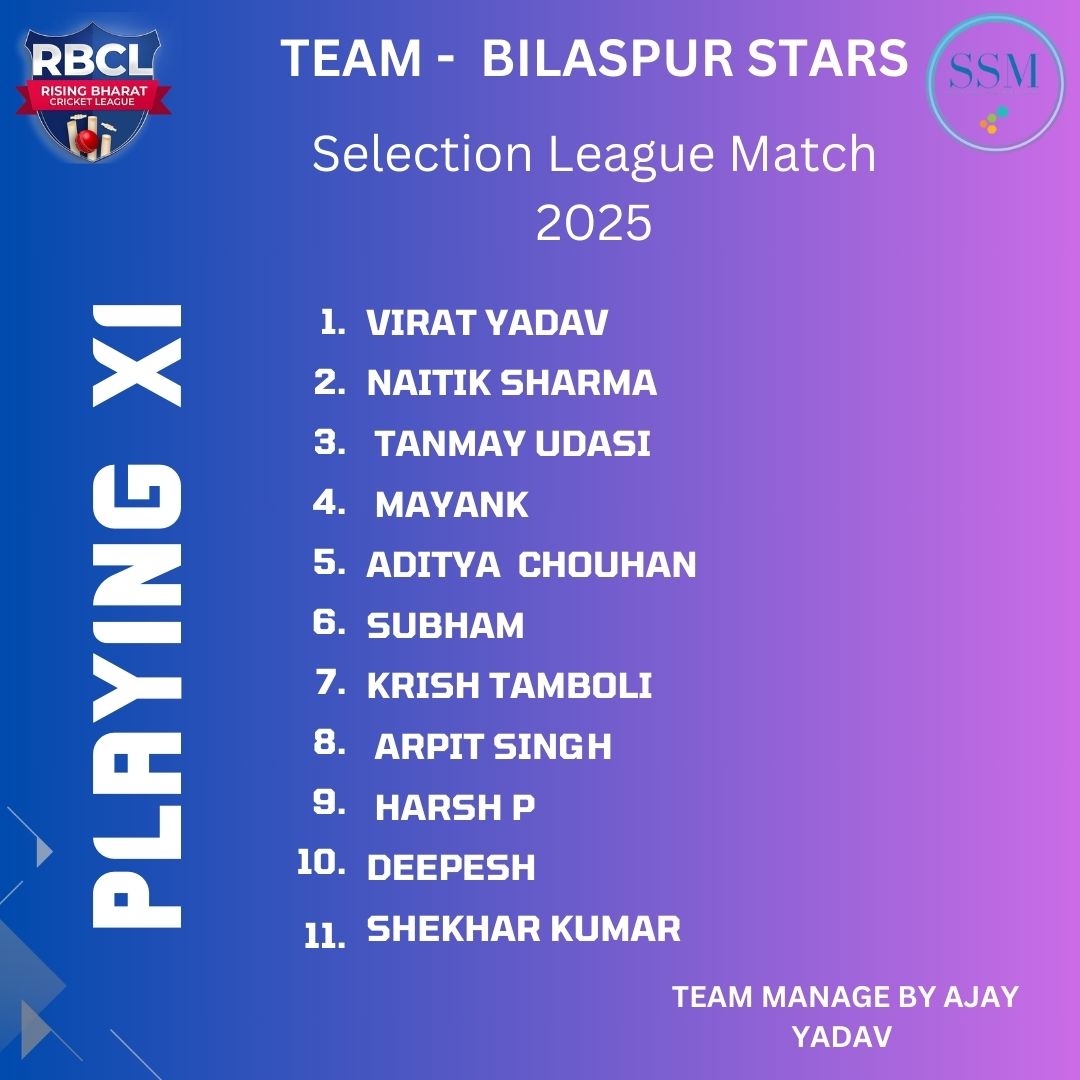 RBCL
RISING BHARAT
CRICKET LEAGUE
TEAM - BILASPUR STARS
SSM
Selection League Match
2025
PLAYING XI
1. VIRAT YADAV
2. NAITIK SHARMA
3. TANMAY UDASI
4. MAYANK
5. ADITYA CHOUHAN
6. SUBHAM
7. KRISH TAMBOLI
8. ARPIT SINGH
9. HARSH P
10. DEEPESH
11. SHEKHAR KUMAR
TEAM MANAGE BY AJAY
YADAV